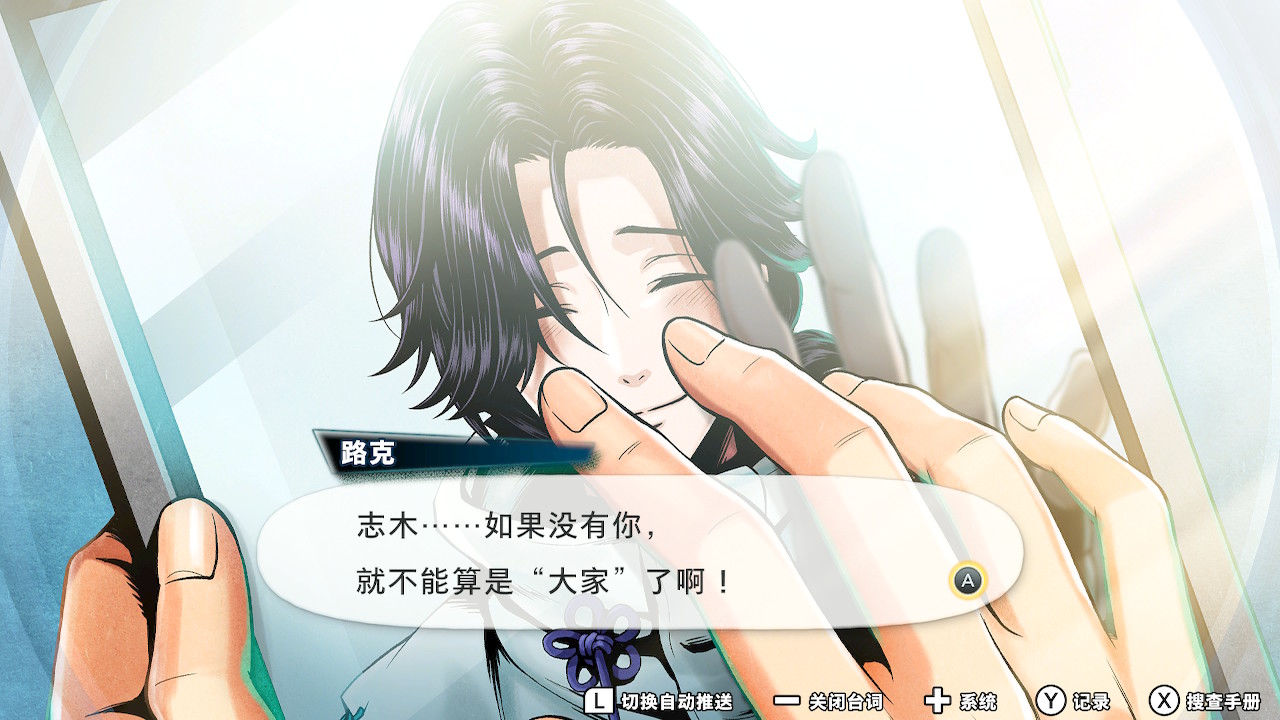 路克
志木……如果没有你，
就不能算是“大家”了啊！
A
L 切换自动推送 － 关闭台词 ＋ 系统 Y 记录 X 搜查手册